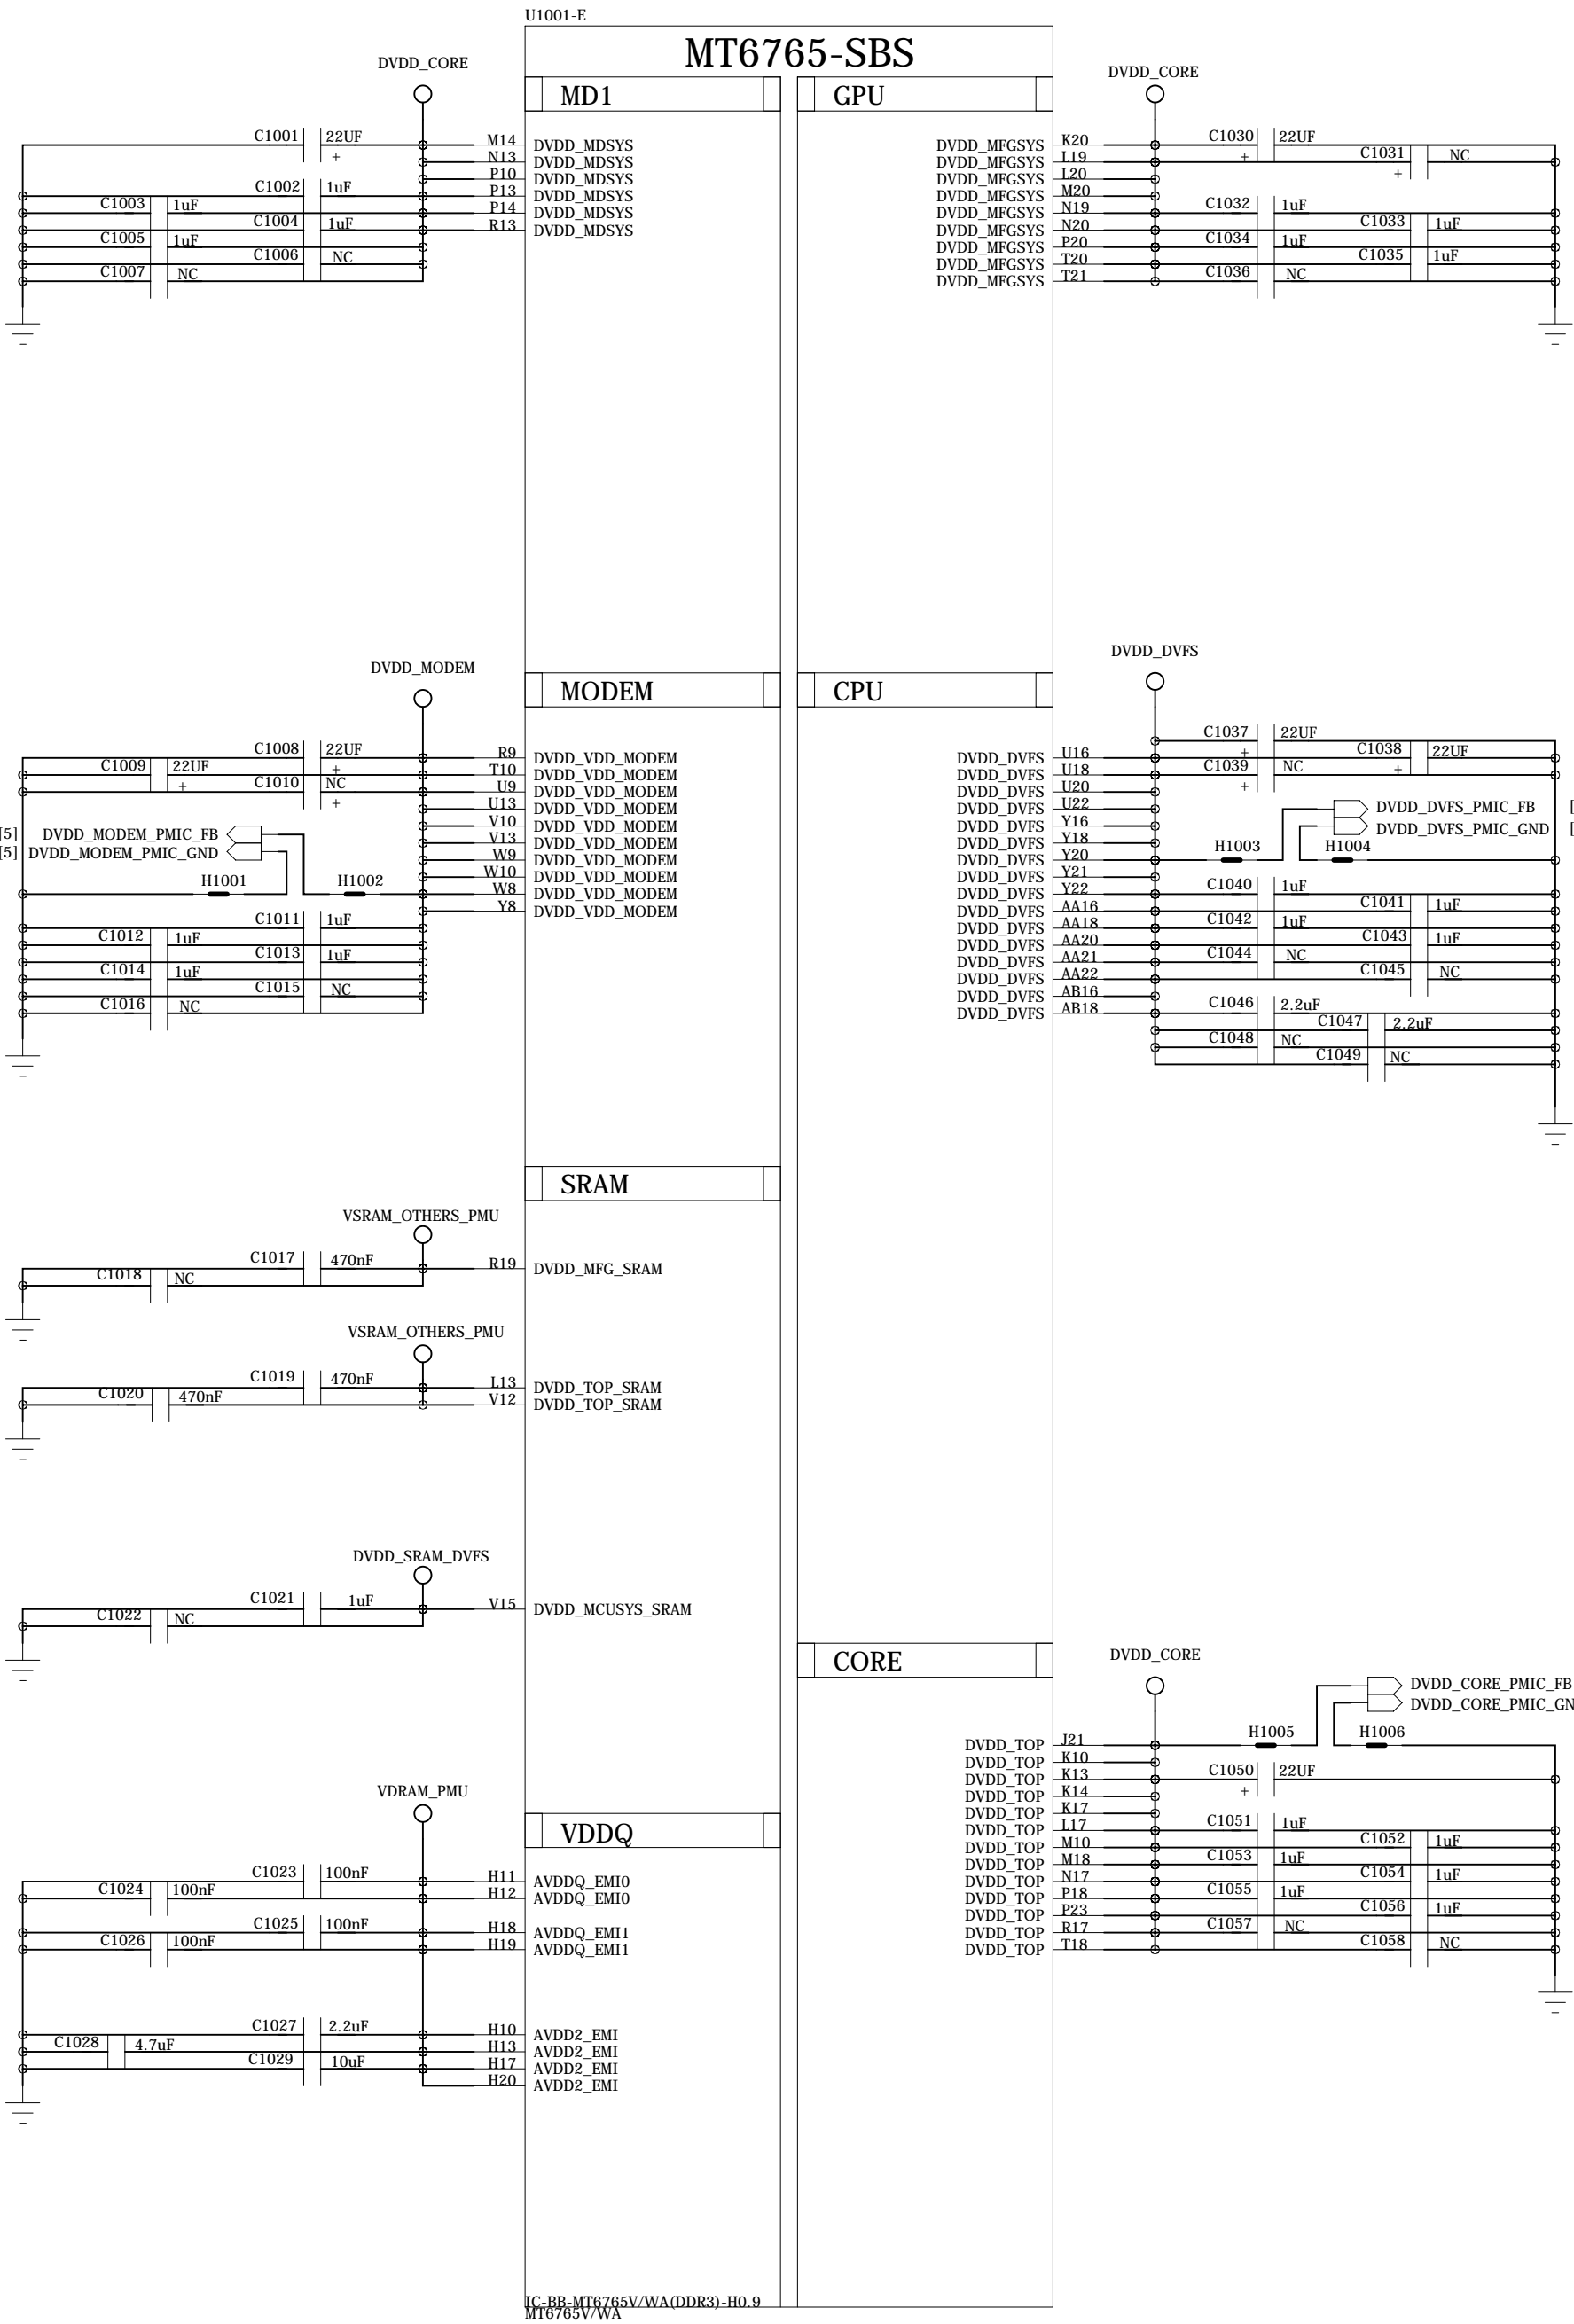 U1001-E
MT6765-SBS
DVDD_CORE
MD1
C1001 22UF
+
M14 DVDD_MDSYS
N13 DVDD_MDSYS
P10 DVDD_MDSYS
C1002 1uF
P13 DVDD_MDSYS
C1003 1uF
P14 DVDD_MDSYS
C1004 1uF
R13 DVDD_MDSYS
C1005 1uF
C1006 NC
C1007 NC
DVDD_CORE
GPU
DVDD_MFGSYS K20
C1030 22UF
+
DVDD_MFGSYS L19
C1031 NC
+
DVDD_MFGSYS L20
DVDD_MFGSYS M20
DVDD_MFGSYS N19
C1032 1uF
DVDD_MFGSYS N20
C1033 1uF
DVDD_MFGSYS P20
C1034 1uF
DVDD_MFGSYS T20
C1035 1uF
DVDD_MFGSYS T21
C1036 NC
DVDD_MODEM
MODEM
C1008 22UF
+
R9 DVDD_VDD_MODEM
C1009 22UF
+
T10 DVDD_VDD_MODEM
C1010 NC
+
U9 DVDD_VDD_MODEM
U13 DVDD_VDD_MODEM
V10 DVDD_VDD_MODEM
V13 DVDD_VDD_MODEM
W9 DVDD_VDD_MODEM
W10 DVDD_VDD_MODEM
W8 DVDD_VDD_MODEM
Y8 DVDD_VDD_MODEM
5] DVDD_MODEM_PMIC_FB
[5] DVDD_MODEM_PMIC_GND
H1001 H1002
C1011 1uF
C1012 1uF
C1013 1uF
C1014 1uF
C1015 NC
C1016 NC
DVDD_DVFS
CPU
C1037 22UF
+
DVDD_DVFS U16
C1038 22UF
+
DVDD_DVFS U18
C1039 NC
+
DVDD_DVFS U20
DVDD_DVFS U22
DVDD_DVFS_PMIC_FB [
DVDD_DVFS Y16
DVDD_DVFS_PMIC_GND [
DVDD_DVFS Y18
DVDD_DVFS Y20
H1003 H1004
DVDD_DVFS Y21
DVDD_DVFS Y22
C1040 1uF
DVDD_DVFS AA16
C1041 1uF
DVDD_DVFS AA18
C1042 1uF
DVDD_DVFS AA20
C1043 1uF
DVDD_DVFS AA21
C1044 NC
DVDD_DVFS AA22
C1045 NC
DVDD_DVFS AB16
DVDD_DVFS AB18
C1046 2.2uF
C1047 2.2uF
C1048 NC
C1049 NC
SRAM
VSRAM_OTHERS_PMU
C1017 470nF
R19 DVDD_MFG_SRAM
C1018 NC
VSRAM_OTHERS_PMU
C1019 470nF
L13 DVDD_TOP_SRAM
C1020 470nF
V12 DVDD_TOP_SRAM
DVDD_SRAM_DVFS
C1021 1uF
V15 DVDD_MCUSYS_SRAM
C1022 NC
CORE
DVDD_CORE
DVDD_CORE_PMIC_FB
DVDD_CORE_PMIC_GN
H1005 H1006
DVDD_TOP J21
DVDD_TOP K10
DVDD_TOP K13
C1050 22UF
+
DVDD_TOP K14
DVDD_TOP K17
DVDD_TOP L17
C1051 1uF
DVDD_TOP M10
C1052 1uF
DVDD_TOP M18
C1053 1uF
DVDD_TOP N17
C1054 1uF
DVDD_TOP P18
C1055 1uF
DVDD_TOP P23
C1056 1uF
DVDD_TOP R17
C1057 NC
DVDD_TOP T18
C1058 NC
VDRAM_PMU
VDDQ
C1023 100nF
H11 AVDDQ_EMI0
C1024 100nF
H12 AVDDQ_EMI0
C1025 100nF
H18 AVDDQ_EMI1
C1026 100nF
H19 AVDDQ_EMI1
C1027 2.2uF
H10 AVDD2_EMI
C1028 4.7uF
H13 AVDD2_EMI
C1029 10uF
H17 AVDD2_EMI
H20 AVDD2_EMI
IC-BB-MT6765V/WA(DDR3)-H0.9
MT6765V/WA